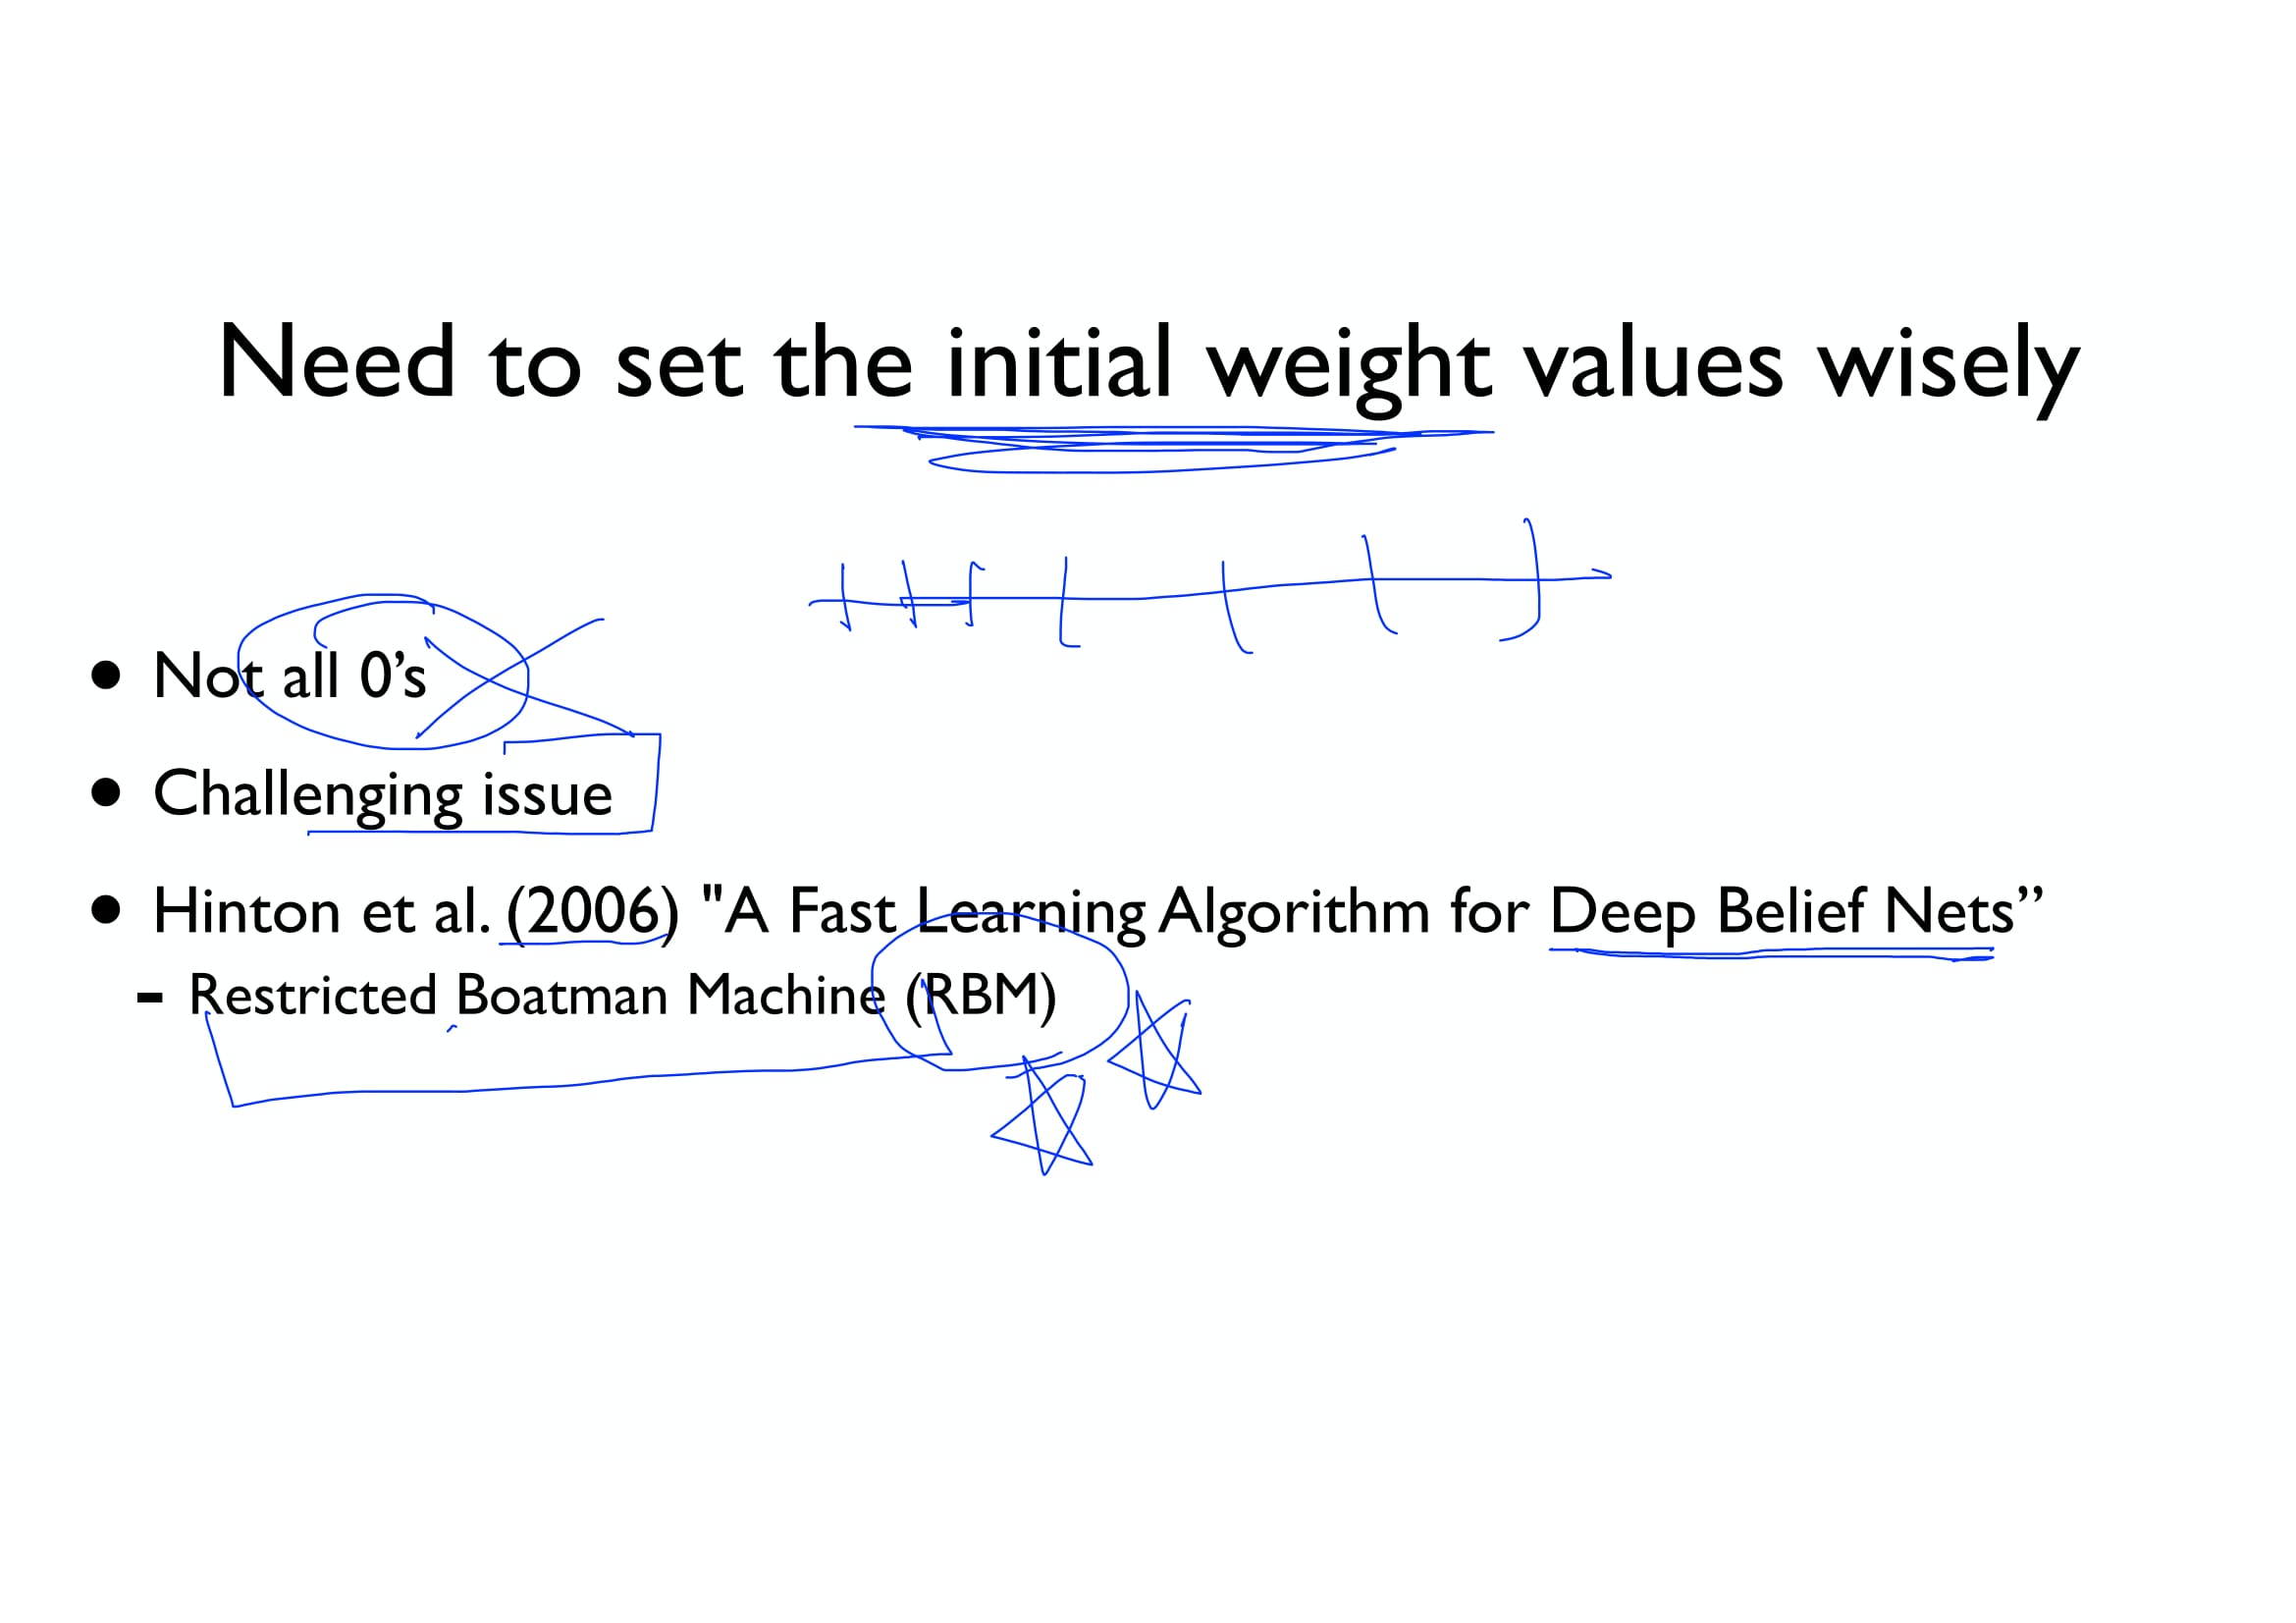 Need to set the initial weight values wisely
● Not all 0’s
● Challenging issue
● Hinton et al. (2006) "A Fast Learning Algorithm for Deep Belief Nets”
- Restricted Boatman Machine (RBM)